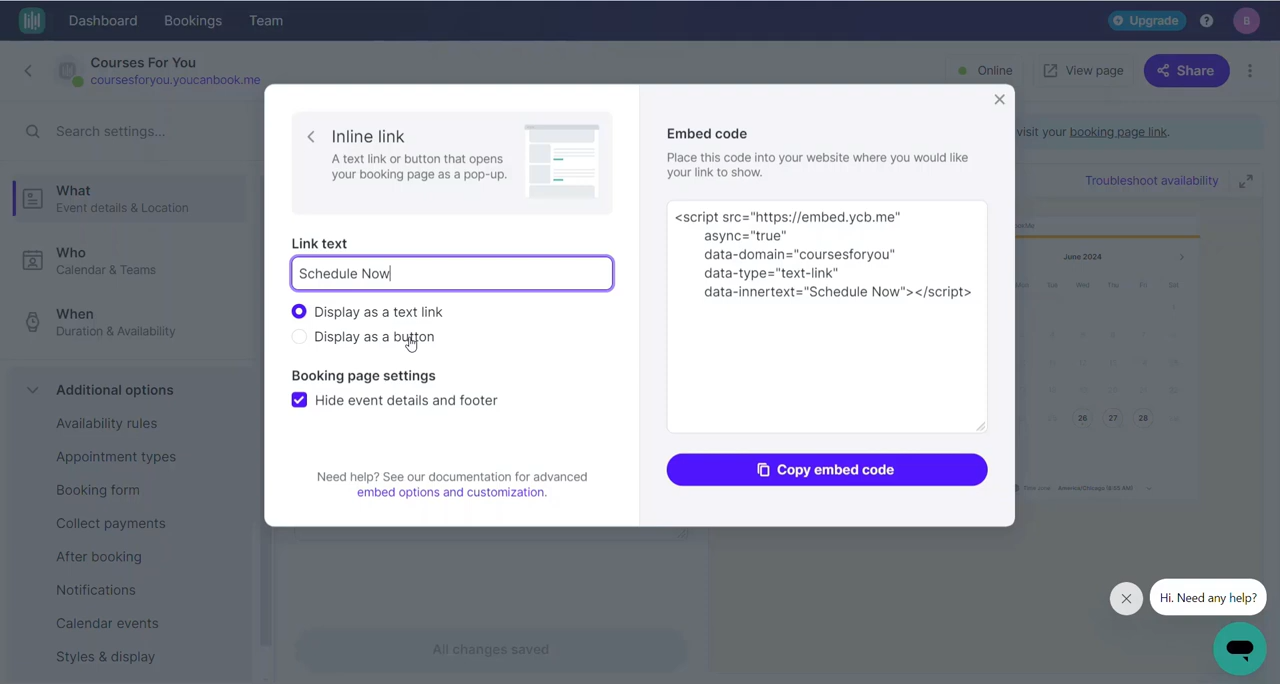 Dashboard
Bookings
Team
Upgrade
?
B
Courses For You
coursesforyou.youcanbook.me
Online
View page
Share
Search settings...
What
Event details & Location
Who
Calendar & Teams
When
Duration & Availability
Additional options
Availability rules
Appointment types
Booking form
Collect payments
After booking
Notifications
Calendar events
Styles & display
Inline link
A text link or button that opens
your booking page as a pop-up.
Link text
Schedule Now
Display as a text link
Display as a button
Booking page settings
Hide event details and footer
Need help? See our documentation for advanced
embed options and customization.
Embed code
Place this code into your website where you would like
your link to show.
<script src="https://embed.ycb.me"
async="true"
data-domain="coursesforyou"
data-type="text-link"
data-innertext="Schedule Now"></script>
Copy embed code
visit your booking page link.
Troubleshoot availability
June 2024
Mon Tue Wed Thu Fri Sat
26 27 28
All changes saved
Hi. Need any help?